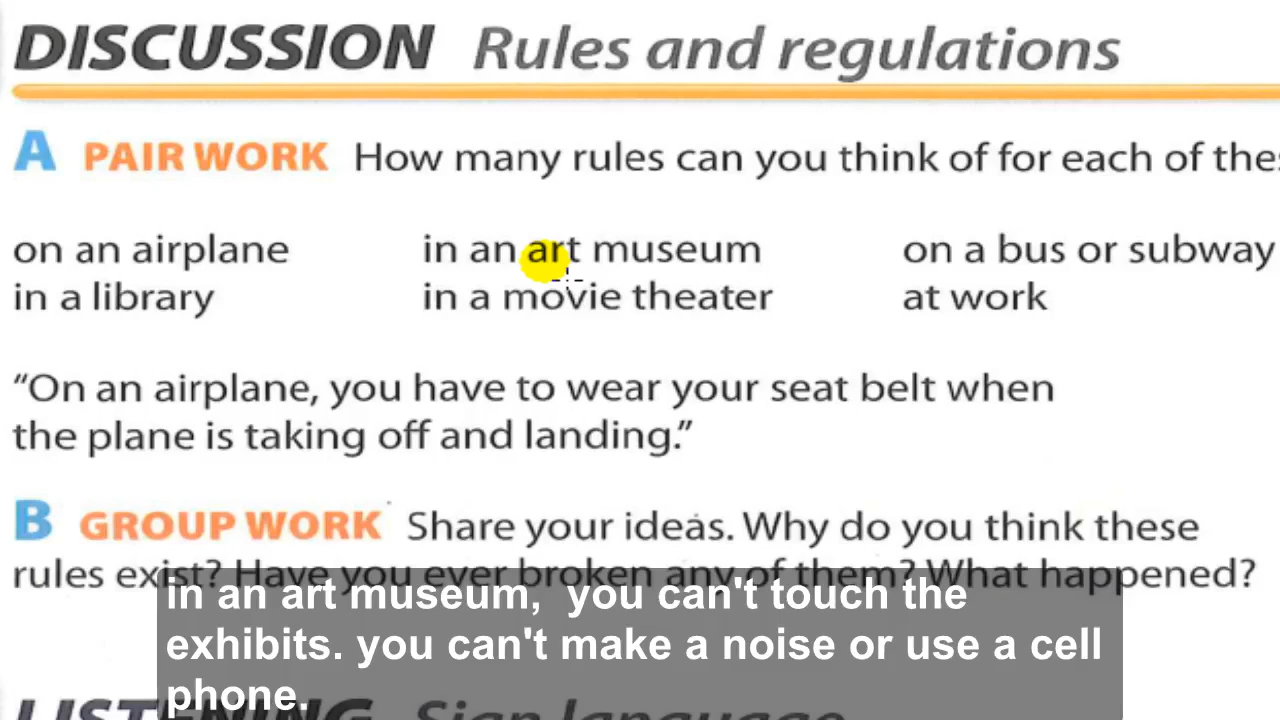 DISCUSSION Rules and regulations
A PAIR WORK How many rules can you think of for each of
on an airplane in an art museum on a bus or subway
in a library in a movie theater at work
“On an airplane, you have to wear your seat belt when
the plane is taking off and landing.”
B GROUP WORK Share your ideas. Why do you think these
rules exist? Have you ever broken any of them? What happened?
in an art museum, you can't touch the
exhibits. you can't make a noise or use a cell
phone.
LISTENING Sign language